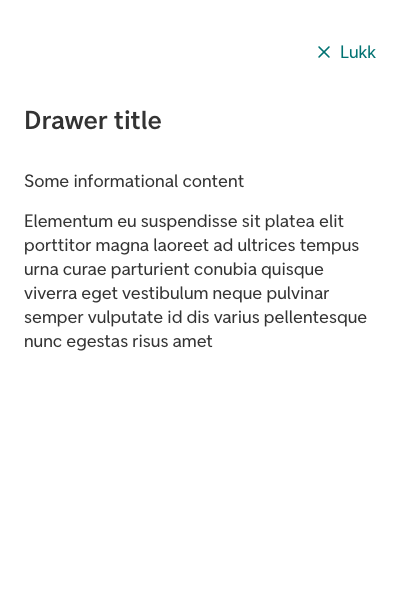 Lukk
Drawer title
Some informational content
Elementum eu suspendisse sit platea elit
porttitor magna laoreet ad ultrices tempus
urna curae parturient conubia quisque
viverra eget vestibulum neque pulvinar
semper vulputate id dis varius pellentesque
nunc egestas risus amet